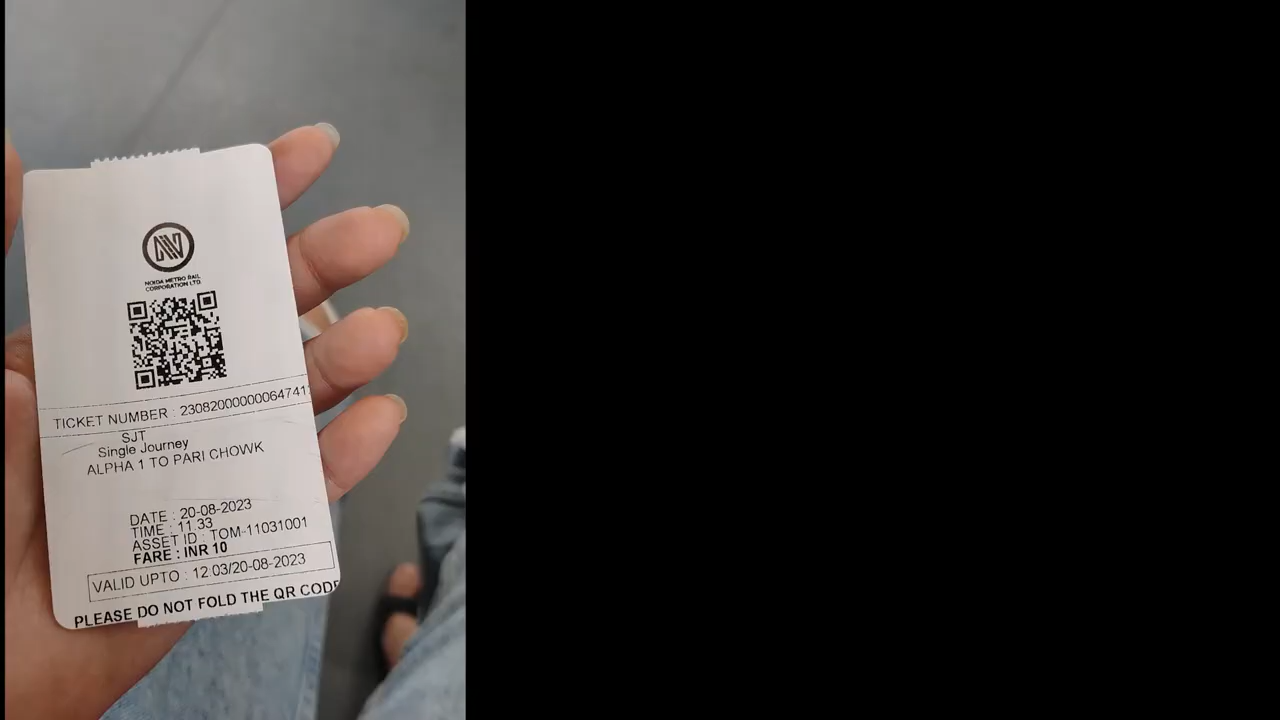 NOIDA METRO RAIL
CORPORATION LTD.
TICKET NUMBER : 230820000000647417
SJT
Single Journey
ALPHA 1 TO PARI CHOWK
DATE : 20-08-2023
TIME : 11.33
ASSET ID : TOM-11031001
FARE : INR 10
VALID UPTO : 12:03/20-08-2023
PLEASE DO NOT FOLD THE QR CODE